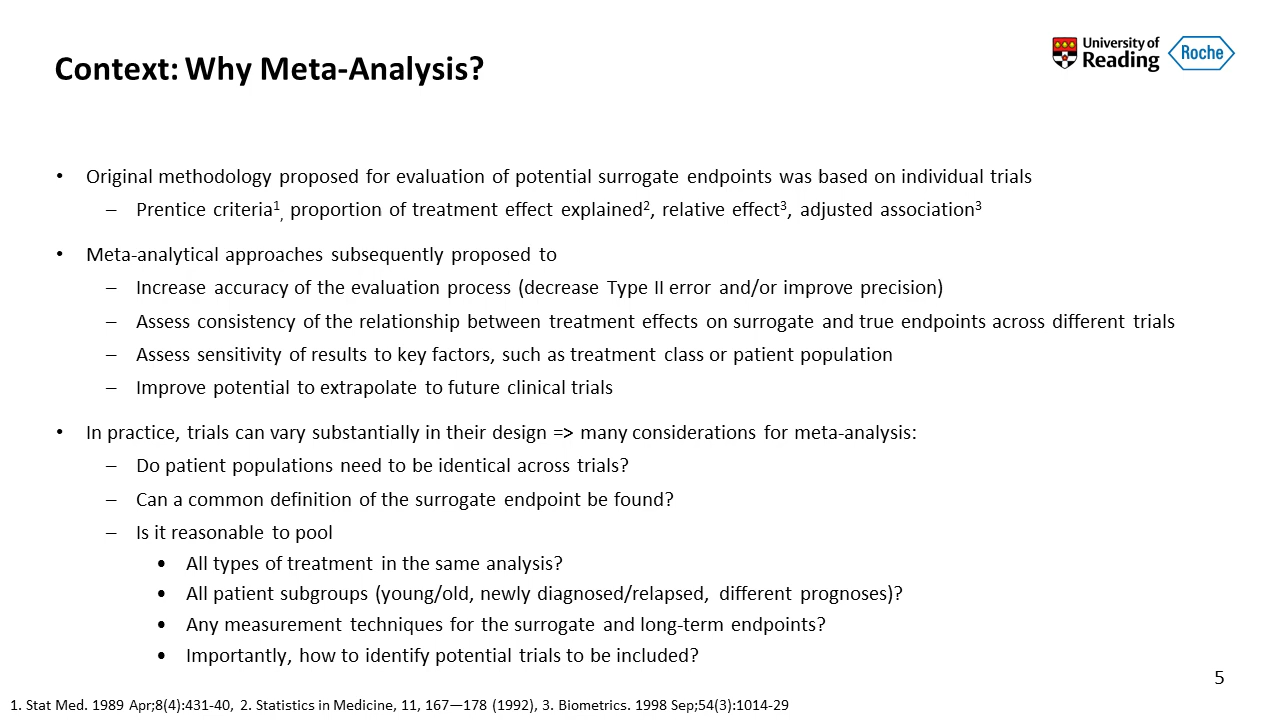 Context: Why Meta-Analysis?
University of
Reading
Roche
• Original methodology proposed for evaluation of potential surrogate endpoints was based on individual trials
– Prentice criteria¹, proportion of treatment effect explained², relative effect³, adjusted association³
• Meta-analytical approaches subsequently proposed to
– Increase accuracy of the evaluation process (decrease Type II error and/or improve precision)
– Assess consistency of the relationship between treatment effects on surrogate and true endpoints across different trials
– Assess sensitivity of results to key factors, such as treatment class or patient population
– Improve potential to extrapolate to future clinical trials
• In practice, trials can vary substantially in their design => many considerations for meta-analysis:
– Do patient populations need to be identical across trials?
– Can a common definition of the surrogate endpoint be found?
– Is it reasonable to pool
• All types of treatment in the same analysis?
• All patient subgroups (young/old, newly diagnosed/relapsed, different prognoses)?
• Any measurement techniques for the surrogate and long-term endpoints?
• Importantly, how to identify potential trials to be included?
5
1. Stat Med. 1989 Apr;8(4):431-40, 2. Statistics in Medicine, 11, 167—178 (1992), 3. Biometrics. 1998 Sep;54(3):1014-29